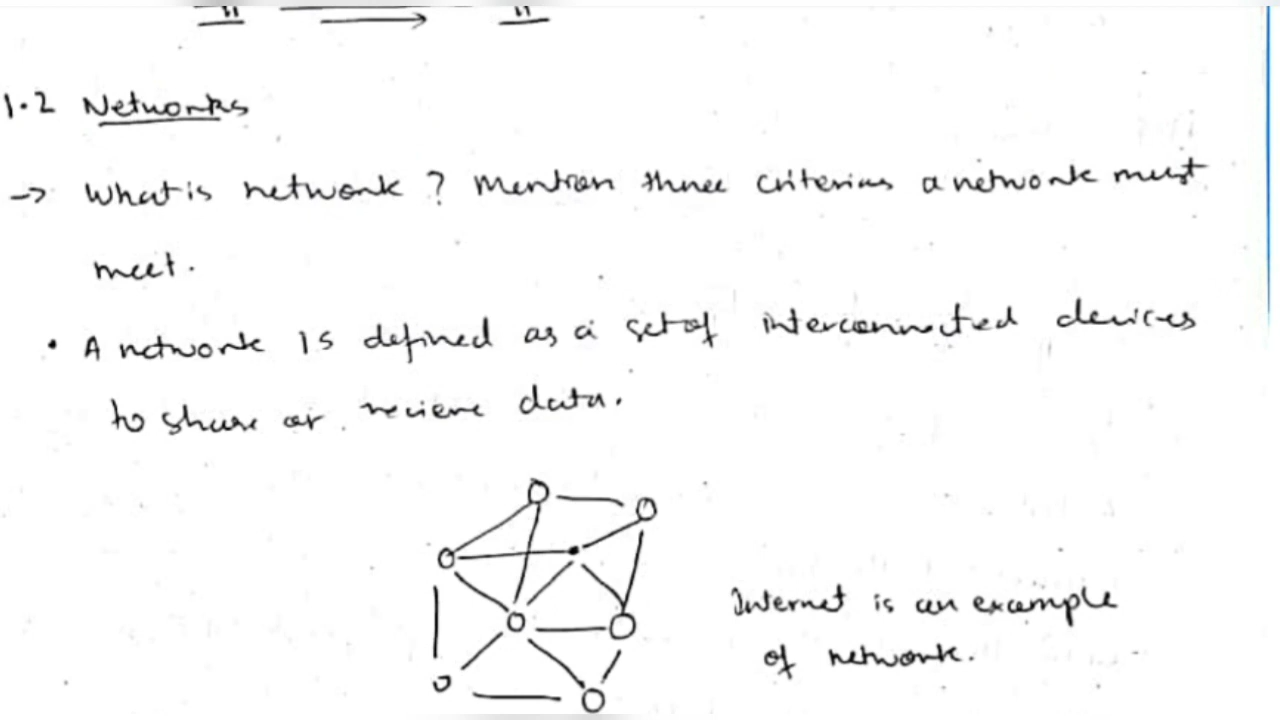 1.2 Networks
→ What is network ? Mention three criterias a network must
meet.
• A network is defined as a set of interconnected devices
to share or recieve data.
Internet is an example
of network.